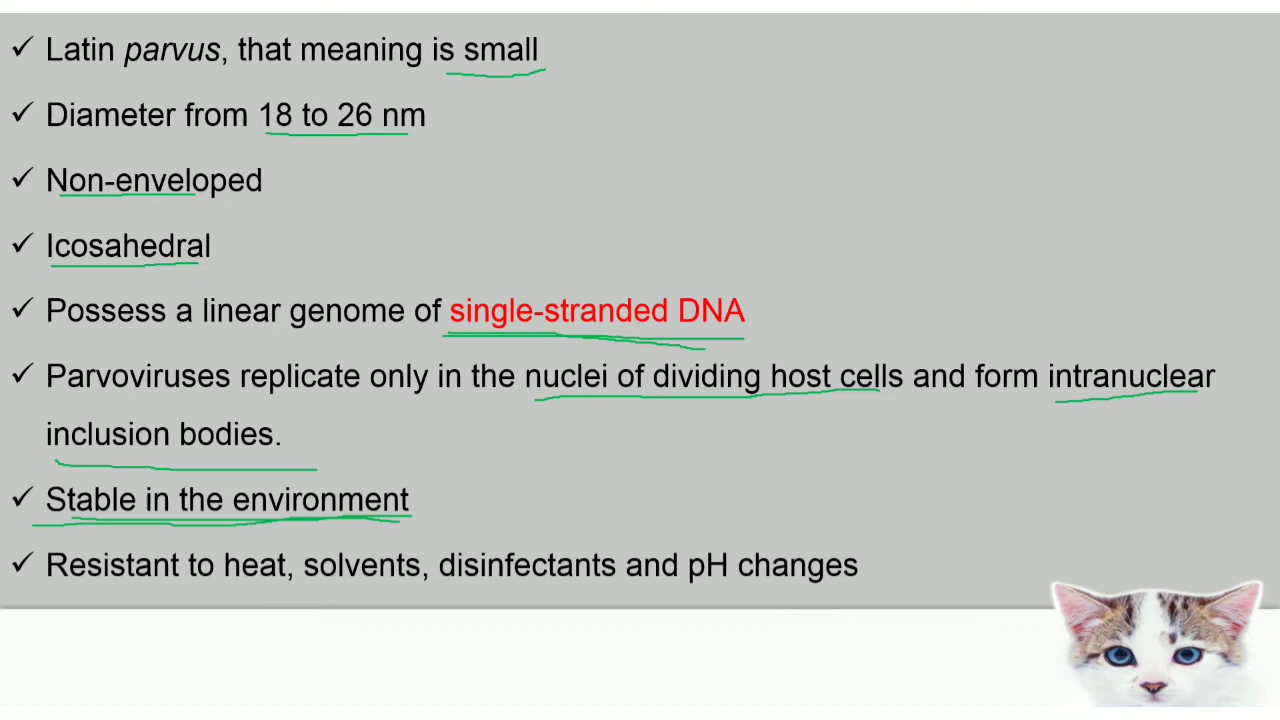 ✓ Latin parvus, that meaning is small
✓ Diameter from 18 to 26 nm
✓ Non-enveloped
✓ Icosahedral
✓ Possess a linear genome of single-stranded DNA
✓ Parvoviruses replicate only in the nuclei of dividing host cells and form intranuclear
inclusion bodies.
✓ Stable in the environment
✓ Resistant to heat, solvents, disinfectants and pH changes